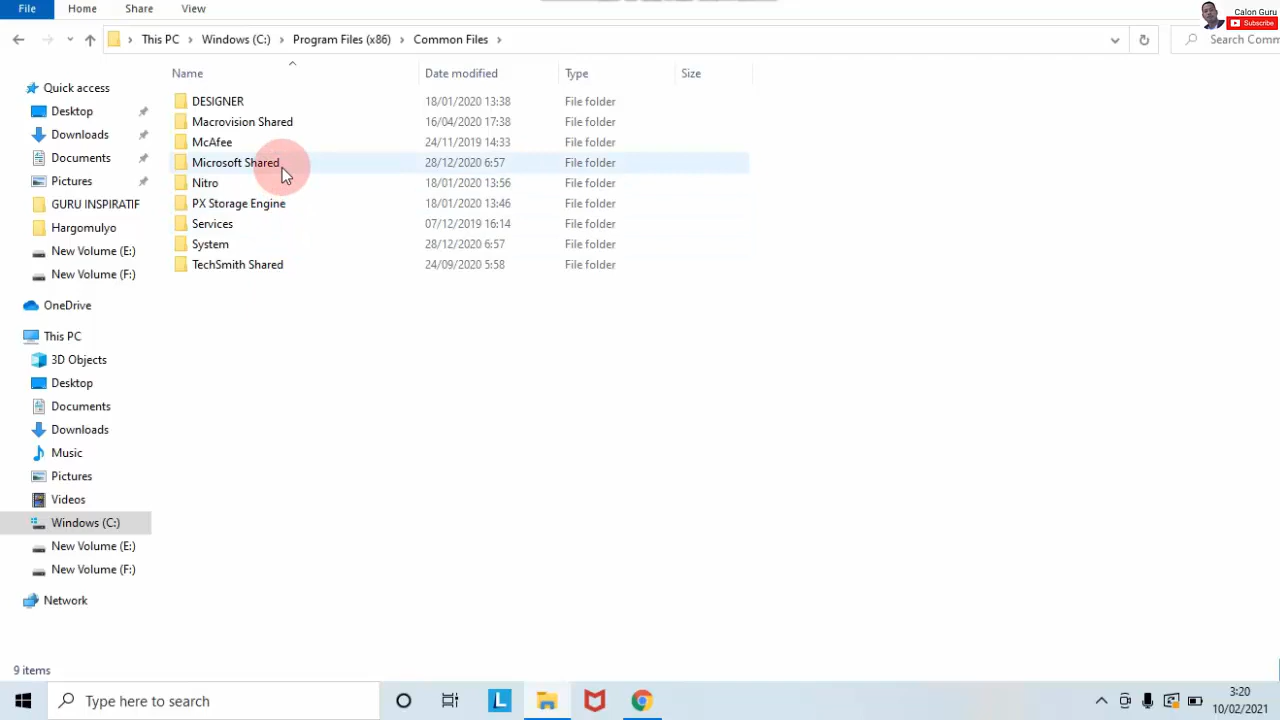 File Home Share View
Calon Guru
Subscribe
This PC Windows (C:) Program Files (x86) Common Files
Name Date modified Type Size
DESIGNER 18/01/2020 13:38 File folder
Macrovision Shared 16/04/2020 17:38 File folder
McAfee 24/11/2019 14:33 File folder
Microsoft Shared 28/12/2020 6:57 File folder
Nitro 18/01/2020 13:56 File folder
PX Storage Engine 18/01/2020 13:46 File folder
Services 07/12/2019 16:14 File folder
System 28/12/2020 6:57 File folder
TechSmith Shared 24/09/2020 5:58 File folder
Quick access
Desktop
Downloads
Documents
Pictures
GURU INSPIRATIF
Hargomulyo
New Volume (E:)
New Volume (F:)
OneDrive
This PC
3D Objects
Desktop
Documents
Downloads
Music
Pictures
Videos
Windows (C:)
New Volume (E:)
New Volume (F:)
Network
9 items
Type here to search
L
3:20
10/02/2021